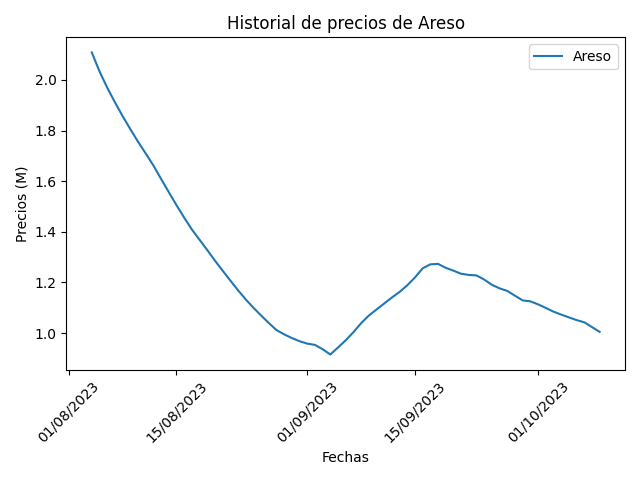 Historial de precios de Areso
Areso
2.0
1.8
1.6
1.4
1.2
1.0
Precios (M)
01/08/2023
15/08/2023
01/09/2023
15/09/2023
01/10/2023
Fechas